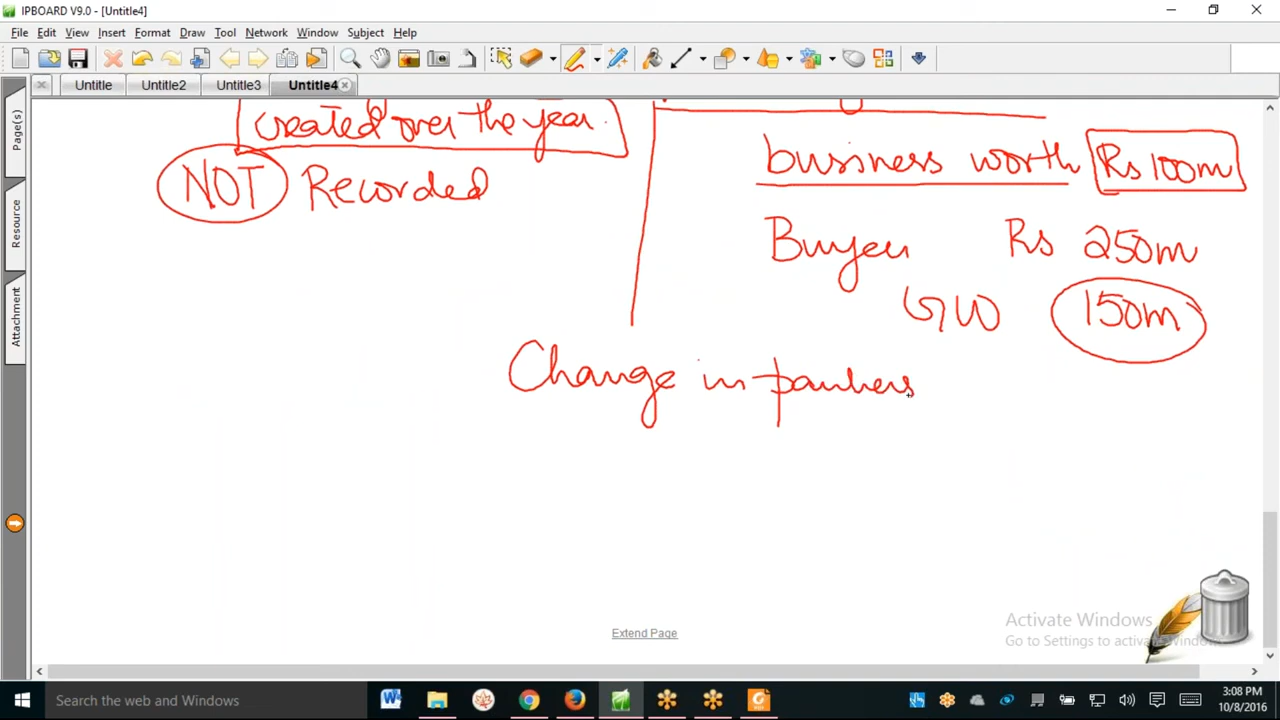 IPBOARD V9.0 - [Untitle4]
File Edit View Insert Format Draw Tool Network Window Subject Help
Untitle Untitle2 Untitle3 Untitle4
Page(s)
Resource
Attachment
created over the year
NOT Recorded
business worth Rs 100m
Buyer Rs 250m
GW 150m
Change in partners
Extend Page
Activate Windows
Go to Settings to activate Windows.
Search the web and Windows
3:08 PM
10/8/2016